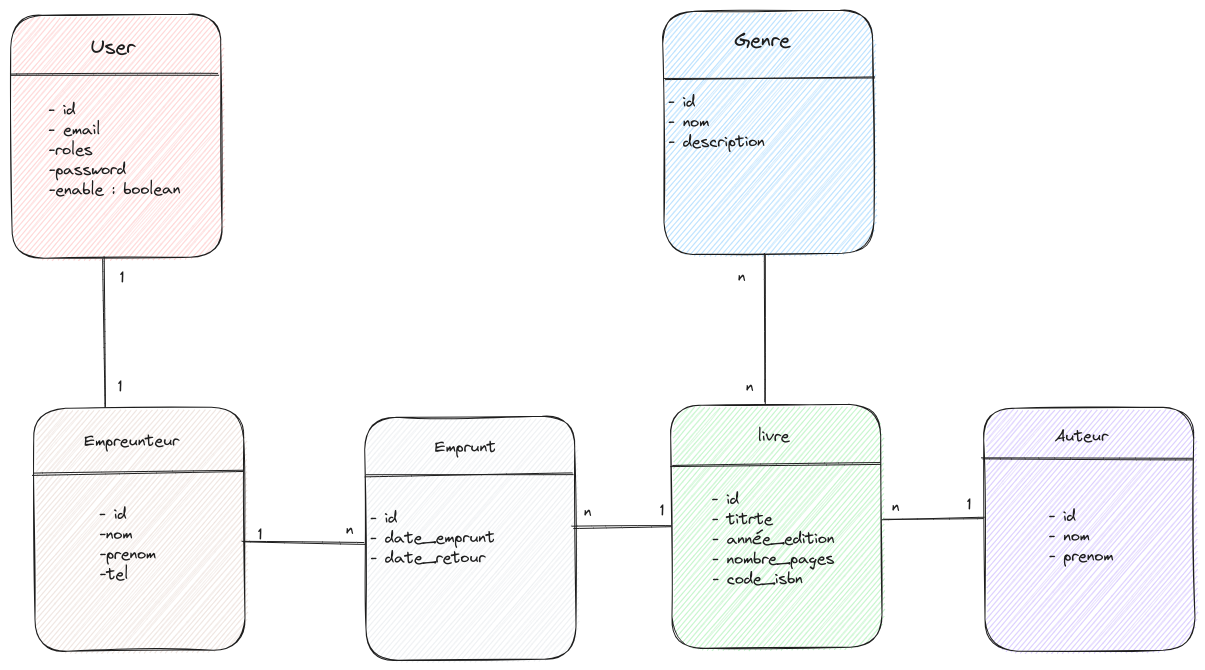 User
- id
- email
-roles
-password
-enable : boolean
Genre
- id
- nom
- description
1
1
n
n
Empreunteur
- id
-nom
-prenom
-tel
1
n
Emprunt
- id
- date_emprunt
- date_retour
n
1
livre
- id
- titrte
- année_edition
- nombre_pages
- code_isbn
n
1
Auteur
- id
- nom
- prenom